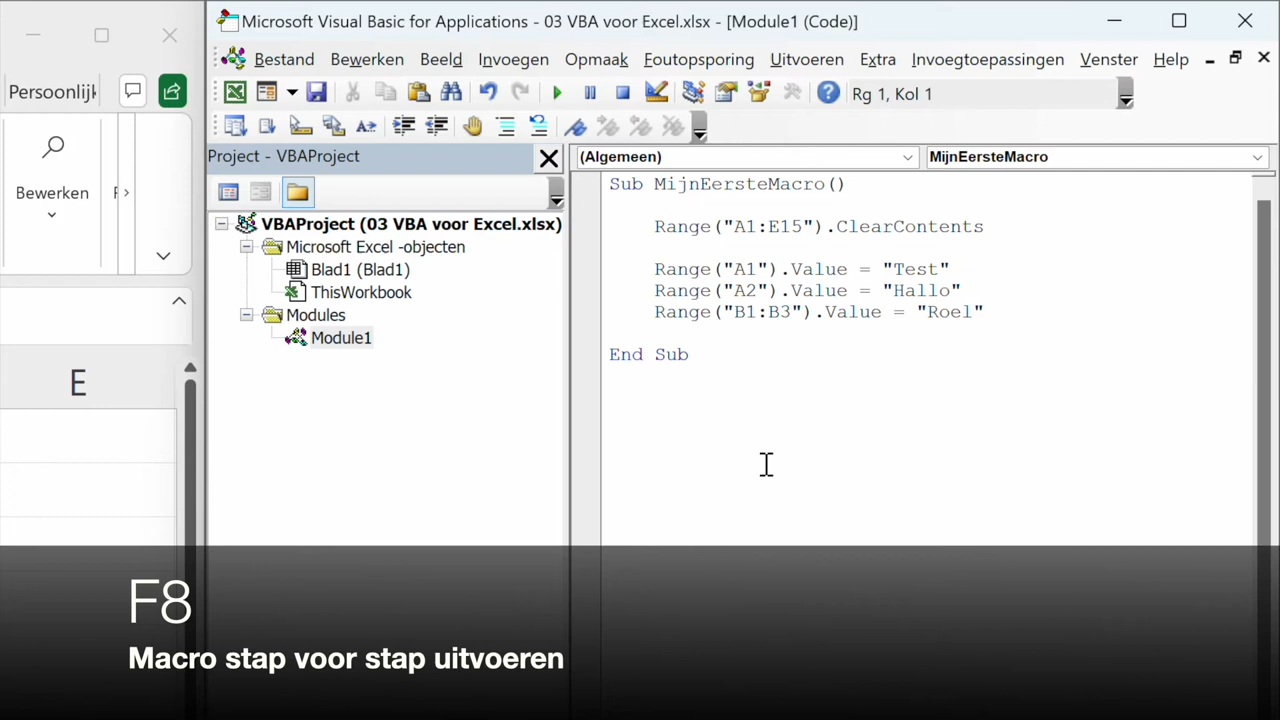 Microsoft Visual Basic for Applications - 03 VBA voor Excel.xlsx - [Module1 (Code)]
Bestand Bewerken Beeld Invoegen Opmaak Foutopsporing Uitvoeren Extra Invoegtoepassingen Venster Help
Persoonlijk
Rg 1, Kol 1
Project - VBAProject
(Algemeen)
MijnEersteMacro
Bewerken
VBAProject (03 VBA voor Excel.xlsx)
Microsoft Excel -objecten
Blad1 (Blad1)
ThisWorkbook
Modules
Module1
E
Sub MijnEersteMacro()
Range("A1:E15").ClearContents
Range("A1").Value = "Test"
Range("A2").Value = "Hallo"
Range("B1:B3").Value = "Roel"
End Sub
F8
Macro stap voor stap uitvoeren